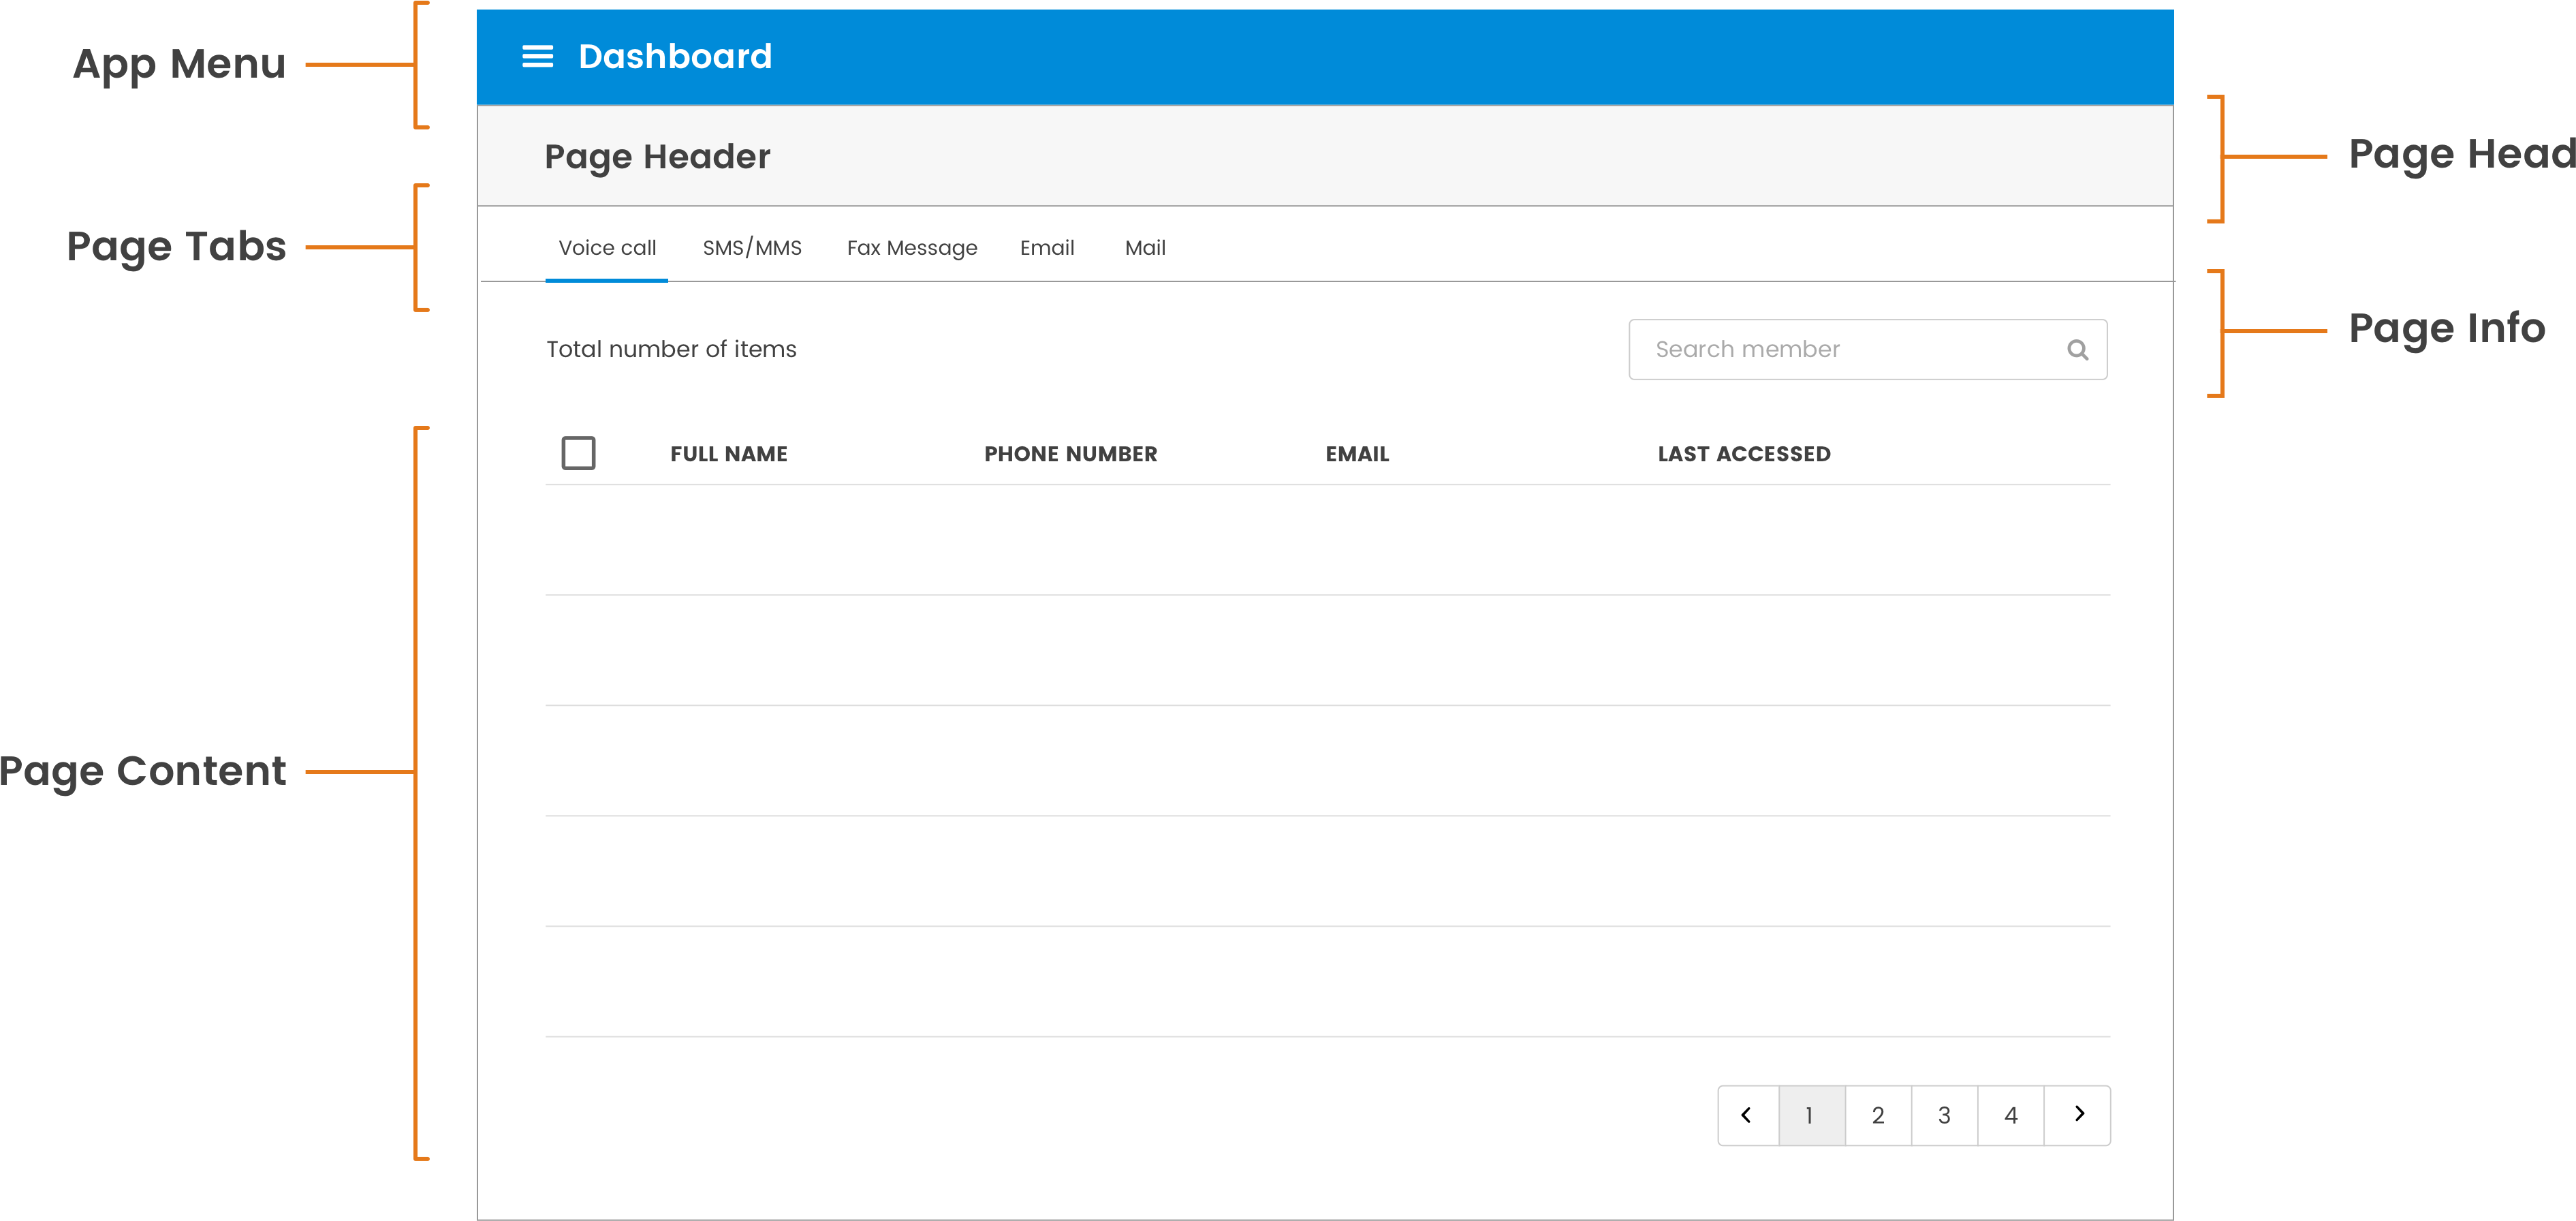 App Menu
Dashboard
Page Header
Page Head
Page Tabs
Voice call SMS/MMS Fax Message Email Mail
Page Info
Total number of items
Search member
FULL NAME PHONE NUMBER EMAIL LAST ACCESSED
Page Content
1 2 3 4